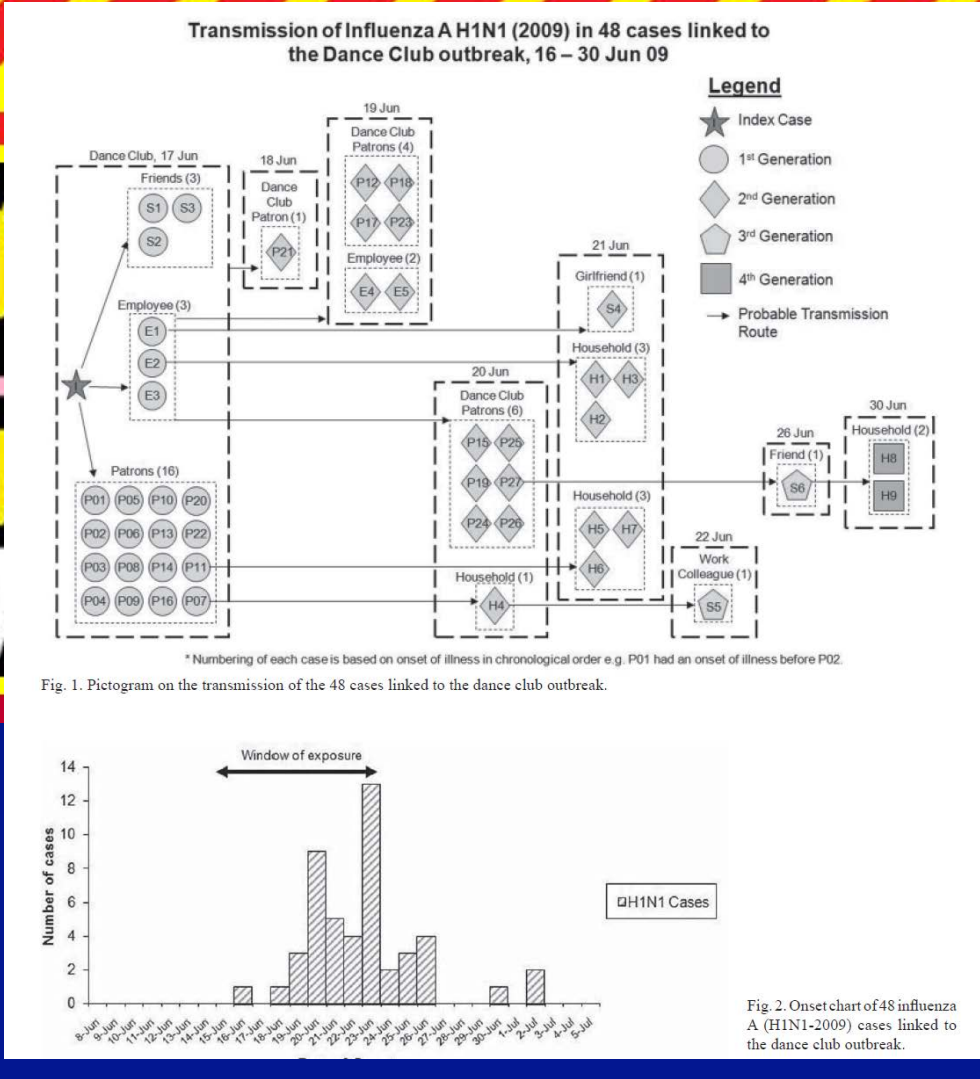 Transmission of Influenza A H1N1 (2009) in 48 cases linked to
the Dance Club outbreak, 16 – 30 Jun 09
Legend
Index Case
1st Generation
2nd Generation
3rd Generation
4th Generation
Probable Transmission
Route
Dance Club, 17 Jun
Friends (3)
S1 S3
S2
Employee (3)
E1
E2
E3
I
Patrons (16)
P01 P05 P10 P20
P02 P06 P13 P22
P03 P08 P14 P11
P04 P09 P16 P07
18 Jun
Dance
Club
Patron (1)
P21
19 Jun
Dance Club
Patrons (4)
P12 P18
P17 P23
Employee (2)
E4 E5
20 Jun
Dance Club
Patrons (6)
P15 P25
P19 P27
P24 P26
Household (1)
H4
21 Jun
Girlfriend (1)
S4
Household (3)
H1 H3
H2
Household (3)
H5 H7
H6
22 Jun
Work
Colleague (1)
S5
26 Jun
Friend (1)
S6
30 Jun
Household (2)
H8
H9
* Numbering of each case is based on onset of illness in chronological order e.g. P01 had an onset of illness before P02.
Fig. 1. Pictogram on the transmission of the 48 cases linked to the dance club outbreak.
Window of exposure
Number of cases
14
12
10
8
6
4
2
0
8-Jun
9-Jun
10-Jun
11-Jun
12-Jun
13-Jun
14-Jun
15-Jun
16-Jun
17-Jun
18-Jun
19-Jun
20-Jun
21-Jun
22-Jun
23-Jun
24-Jun
25-Jun
26-Jun
27-Jun
28-Jun
29-Jun
30-Jun
1-Jul
2-Jul
3-Jul
4-Jul
5-Jul
H1N1 Cases
Fig. 2. Onset chart of 48 influenza
A (H1N1-2009) cases linked to
the dance club outbreak.